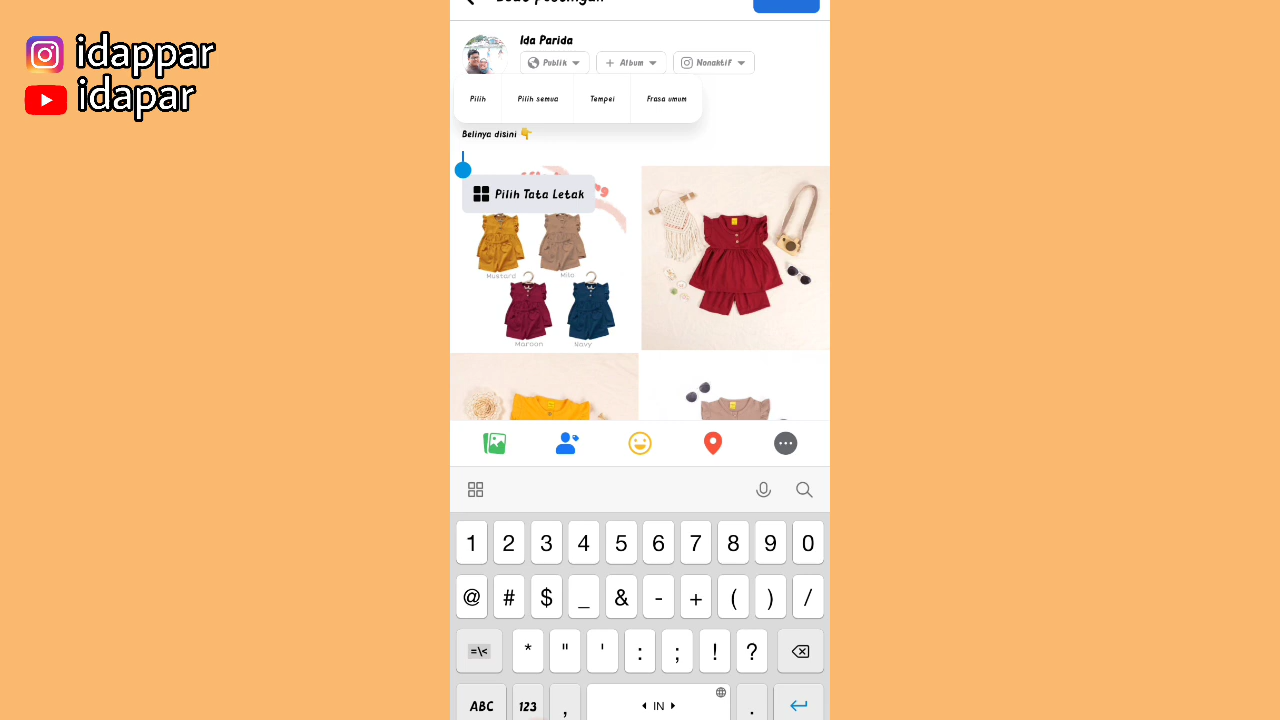 idappar
idapar
Ida Parida
Publik
+ Album
Nonaktif
Pilih
Pilih semua
Tempel
Frasa umum
Belinya disini 👇
Pilih Tata Letak
Mustard
Milo
Maroon
Navy
1 2 3 4 5 6 7 8 9 0
@ # $ _ & - + ( ) /
=\< * " ' : ; ! ?
ABC 123 , IN .